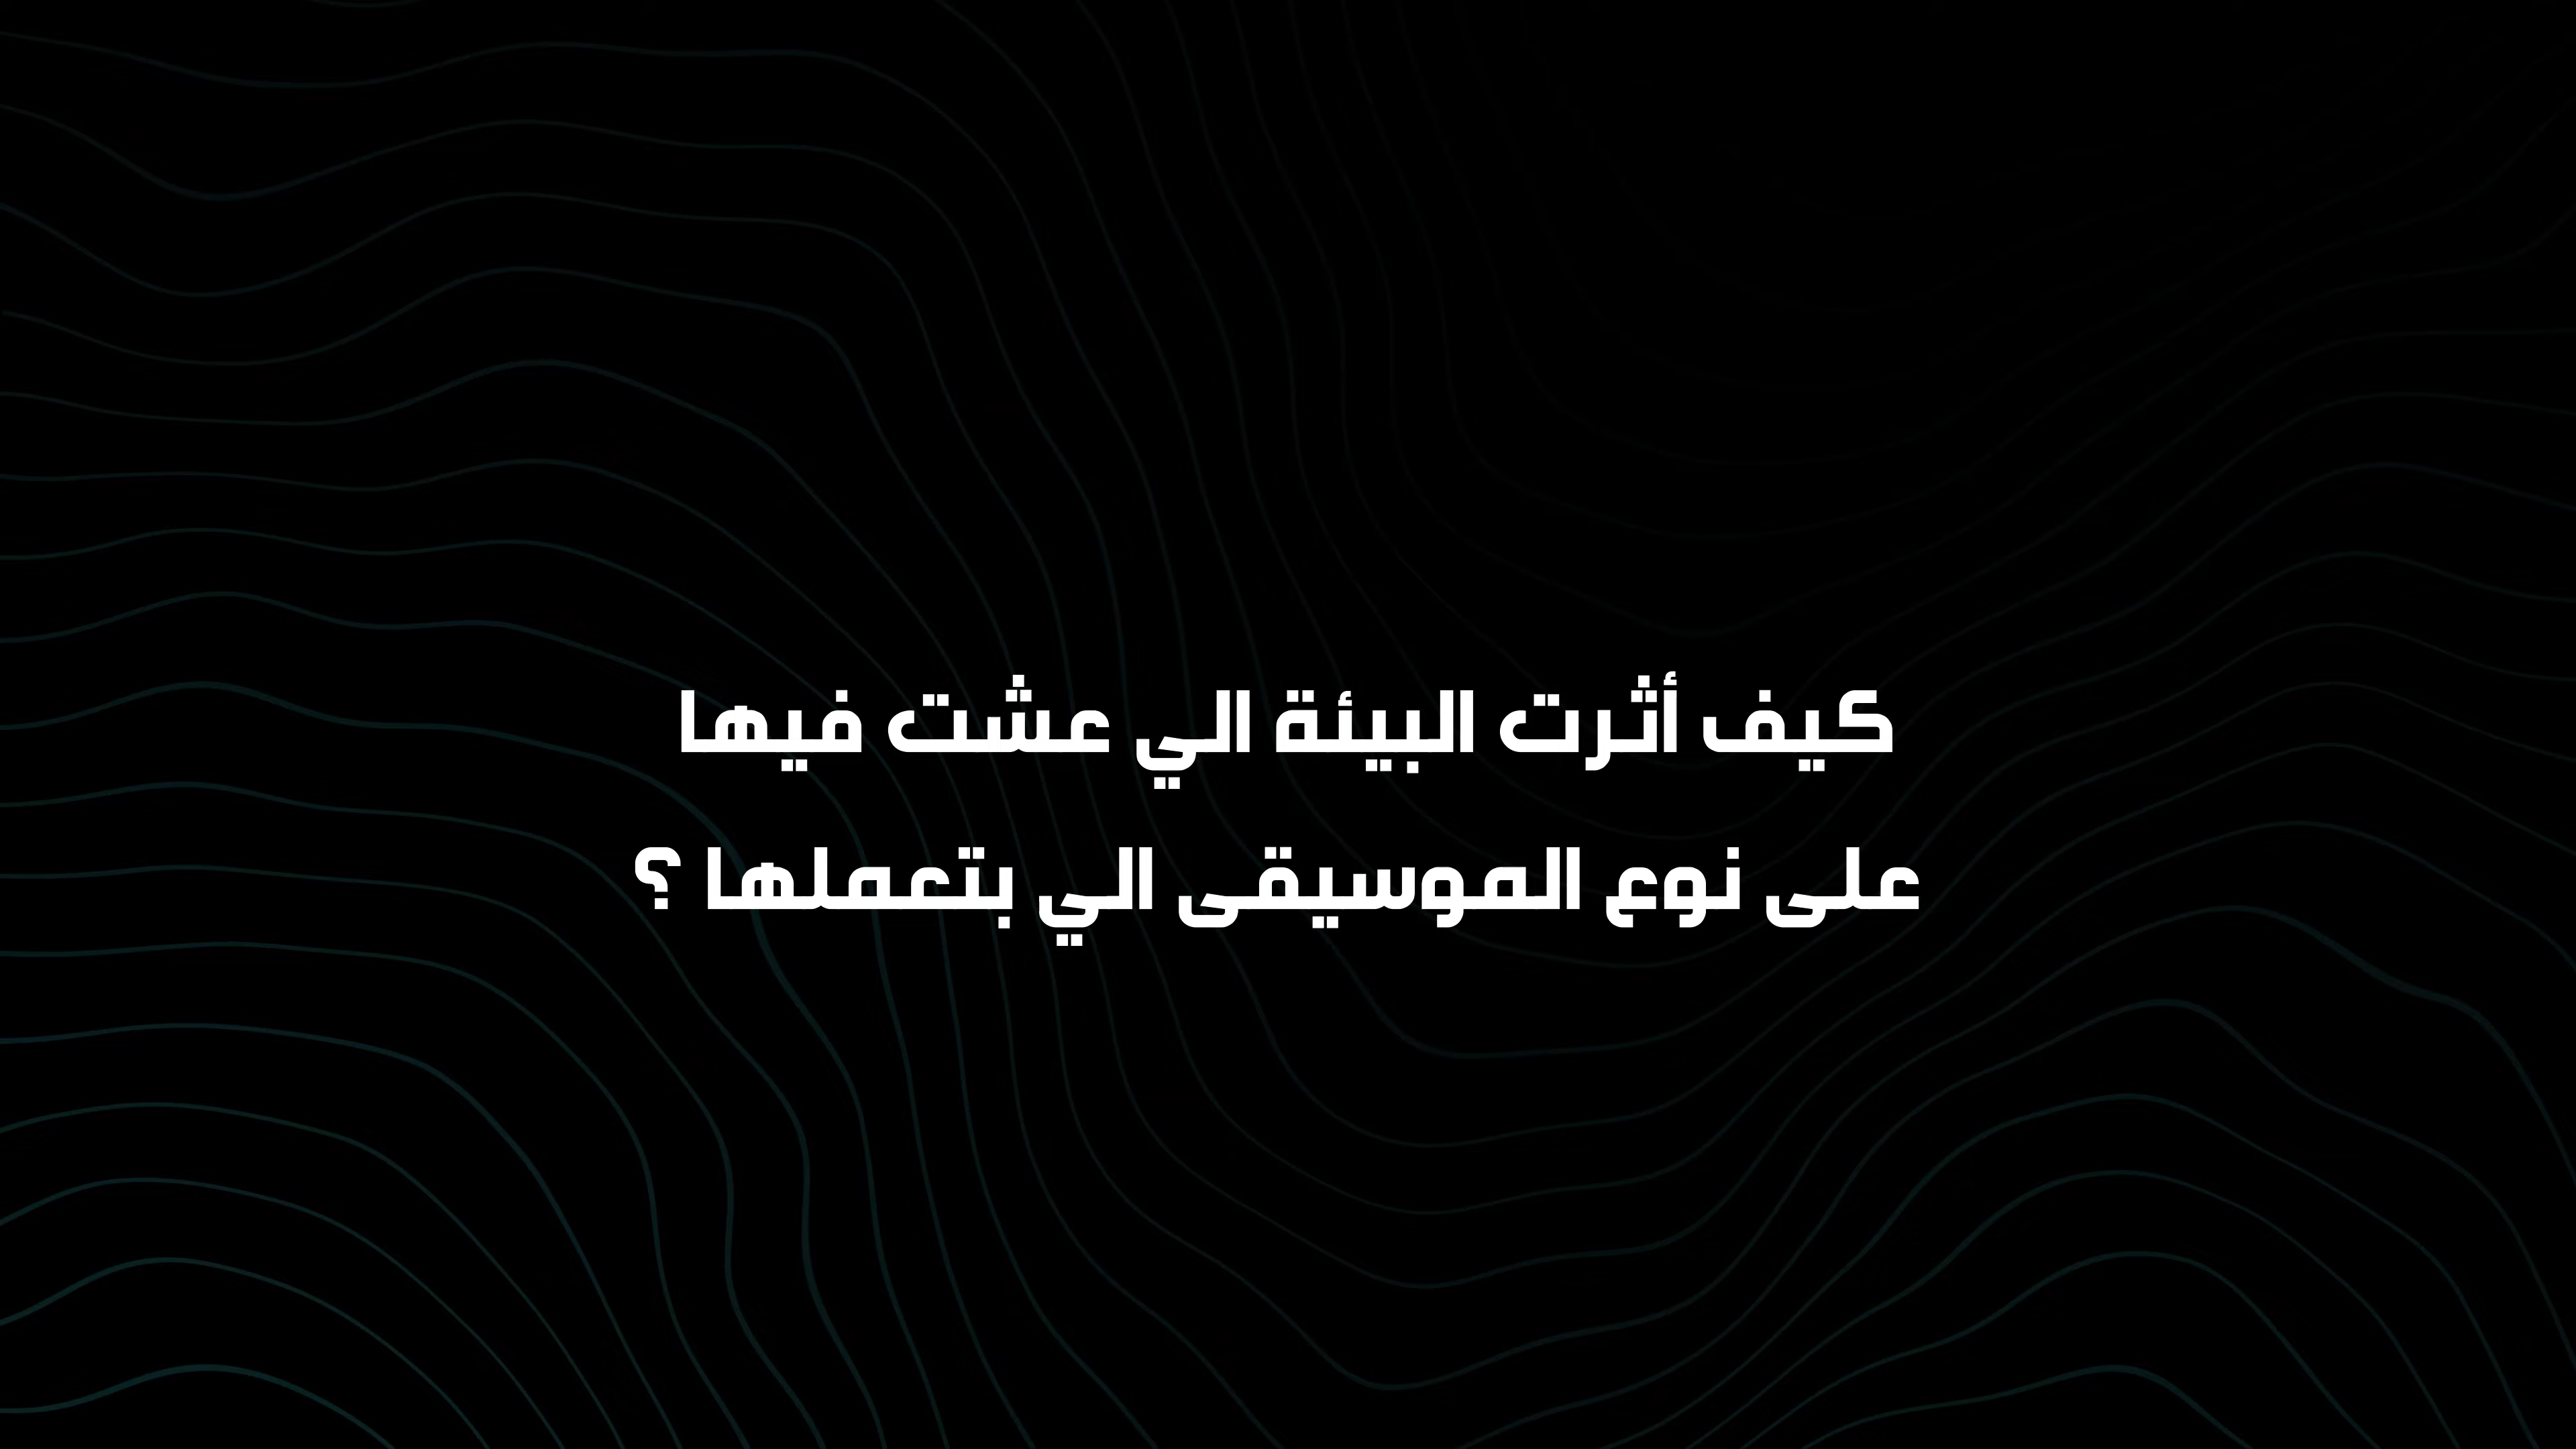 كيف أثرت البيئة الي عشت فيها
على نوع الموسيقى الي بتعملها ؟